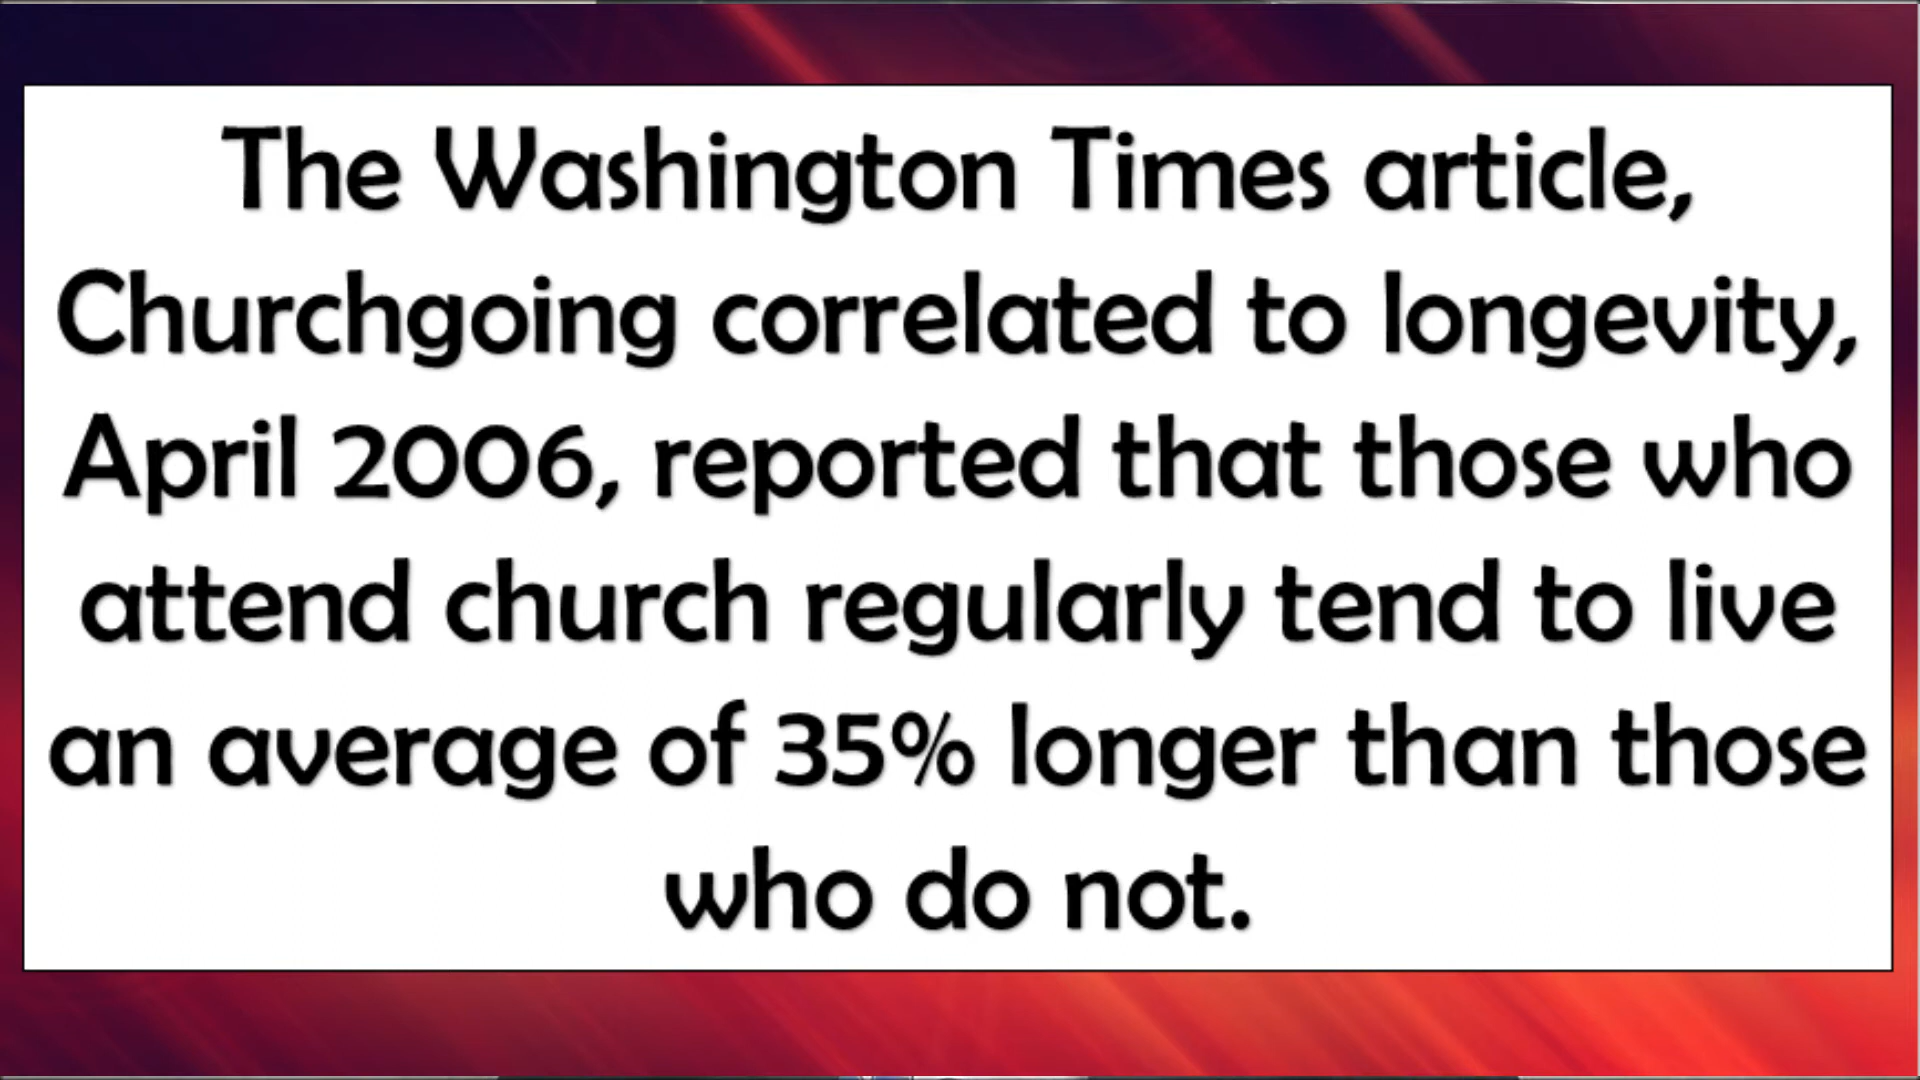 The Washington Times article,
Churchgoing correlated to longevity,
April 2006, reported that those who
attend church regularly tend to live
an average of 35% longer than those
who do not.